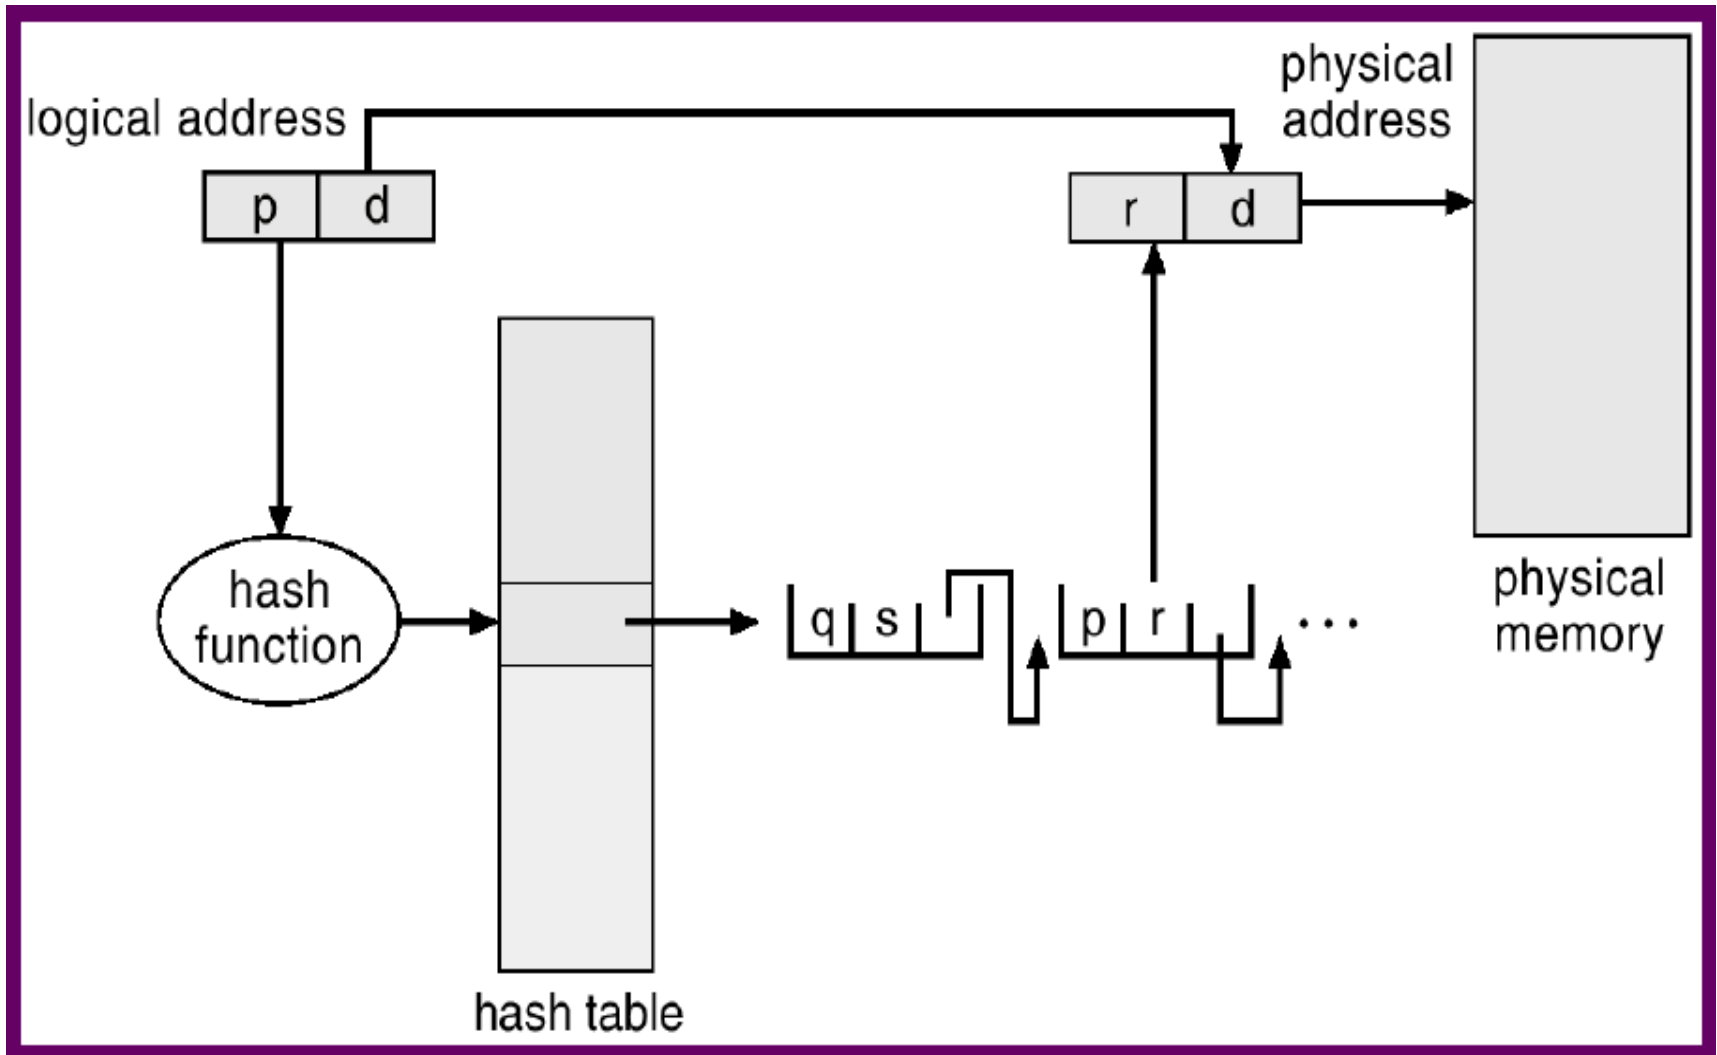 physical
address
logical address
p d
r d
hash
function
q s
p r
...
physical
memory
hash table